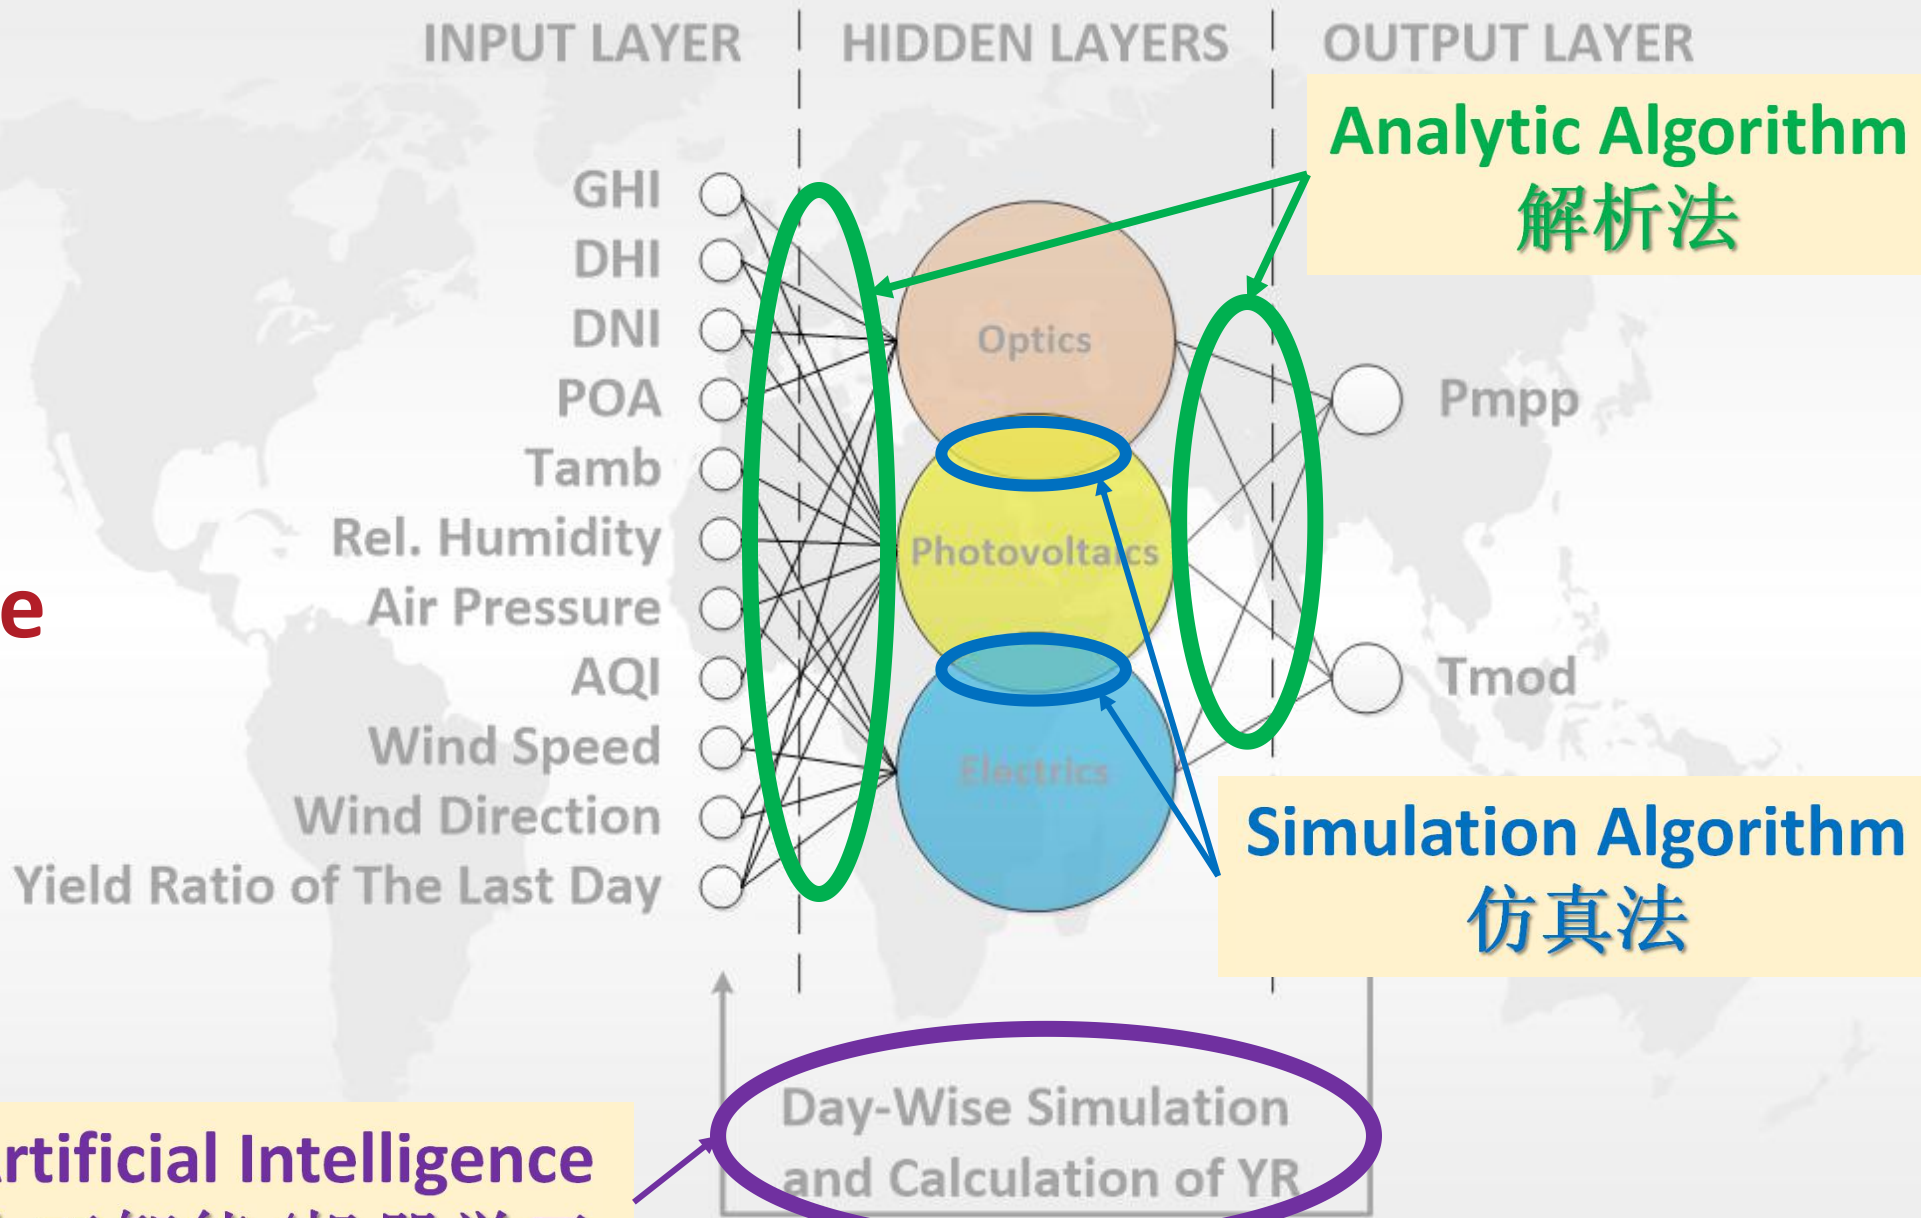 INPUT LAYER
HIDDEN LAYERS
OUTPUT LAYER
Analytic Algorithm
解析法
GHI
DHI
DNI
POA
Tamb
Rel. Humidity
Air Pressure
AQI
Wind Speed
Wind Direction
Yield Ratio of The Last Day
Optics
Photovoltaics
Electrics
Pmpp
Tmod
e
Simulation Algorithm
仿真法
Day-Wise Simulation
and Calculation of YR
rtificial Intelligence